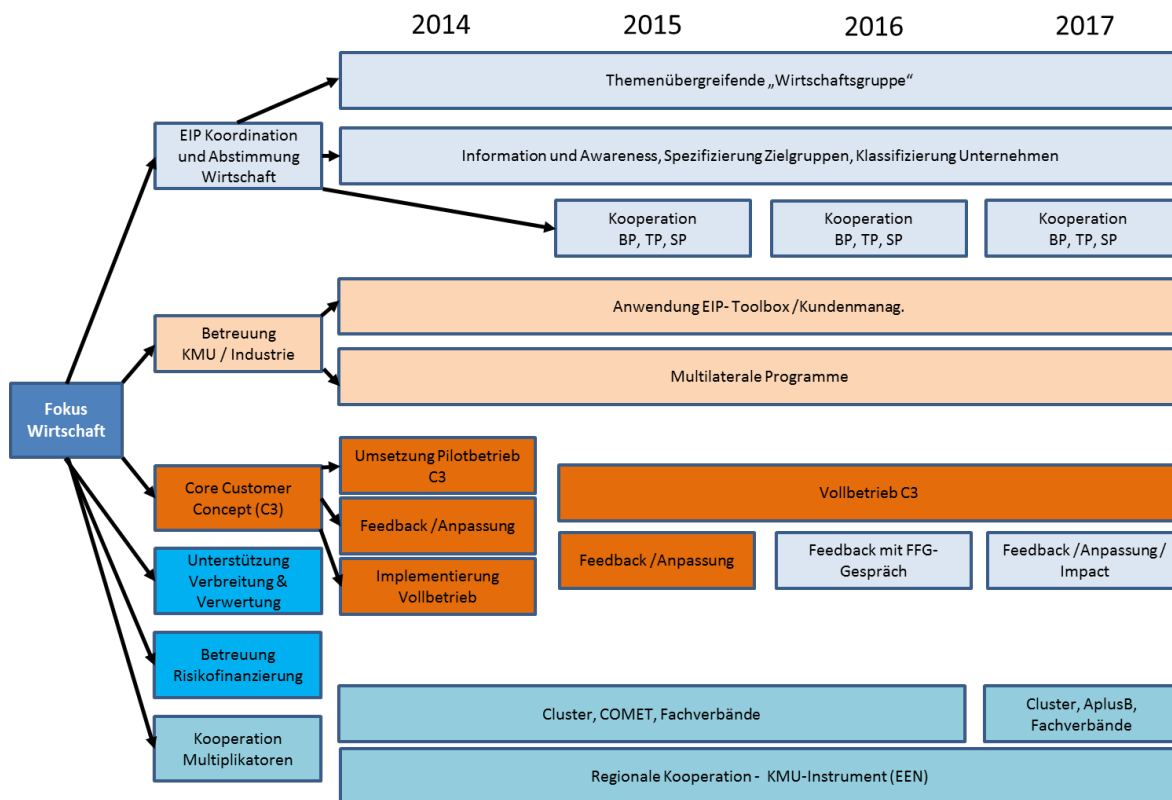 2014
2015
2016
2017
Themenübergreifende „Wirtschaftsgruppe“
EIP Koordination
und Abstimmung
Wirtschaft
Information und Awareness, Spezifizierung Zielgruppen, Klassifizierung Unternehmen
Kooperation
BP, TP, SP
Kooperation
BP, TP, SP
Kooperation
BP, TP, SP
Anwendung EIP- Toolbox /Kundenmanag.
Betreuung
KMU / Industrie
Multilaterale Programme
Fokus
Wirtschaft
Umsetzung Pilotbetrieb
C3
Core Customer
Concept (C3)
Vollbetrieb C3
Feedback /Anpassung
Feedback /Anpassung
Feedback mit FFG-
Gespräch
Feedback /Anpassung/
Impact
Unterstützung
Verbreitung &
Verwertung
Implementierung
Vollbetrieb
Betreuung
Risikofinanzierung
Cluster, COMET, Fachverbände
Cluster, AplusB,
Fachverbände
Kooperation
Multiplikatoren
Regionale Kooperation - KMU-Instrument (EEN)